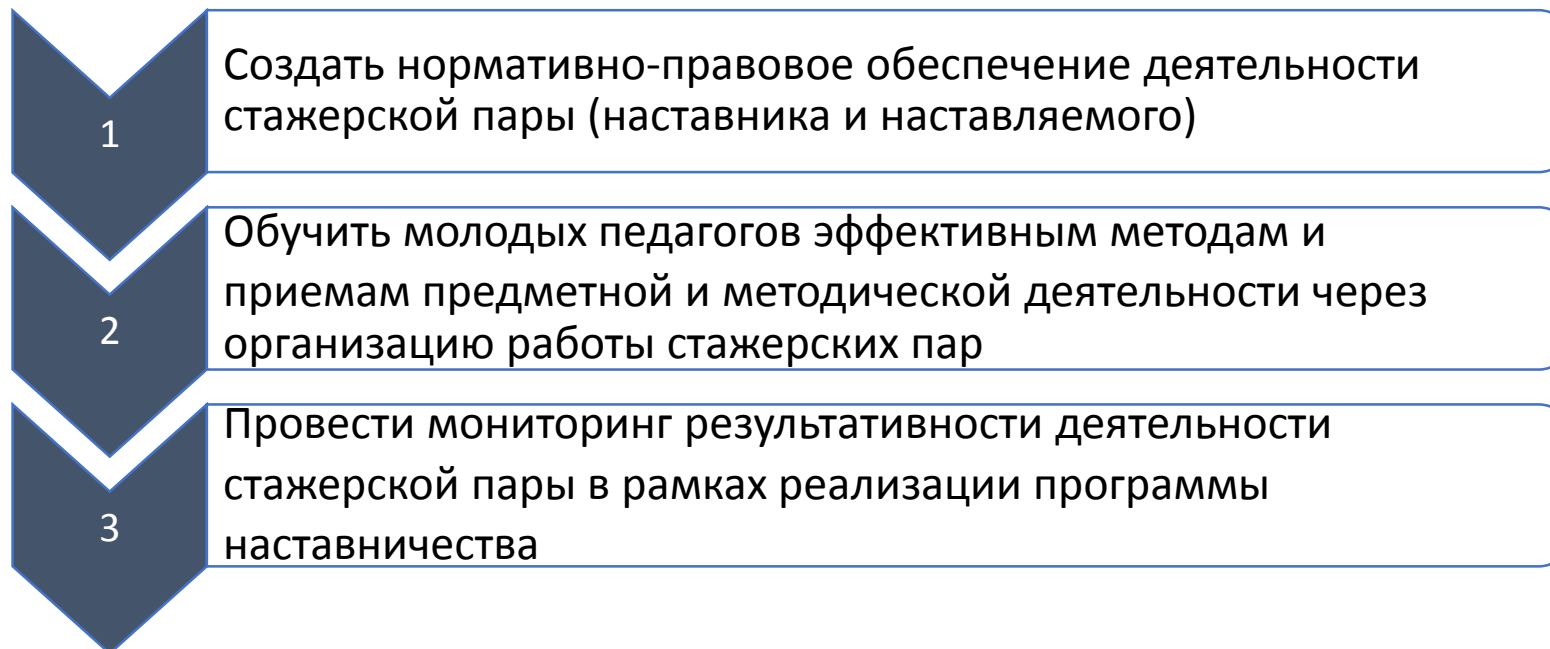 1
Создать нормативно-правовое обеспечение деятельности
стажерской пары (наставника и наставляемого)
2
Обучить молодых педагогов эффективным методам и
приемам предметной и методической деятельности через
организацию работы стажерских пар
3
Провести мониторинг результативности деятельности
стажерской пары в рамках реализации программы
наставничества